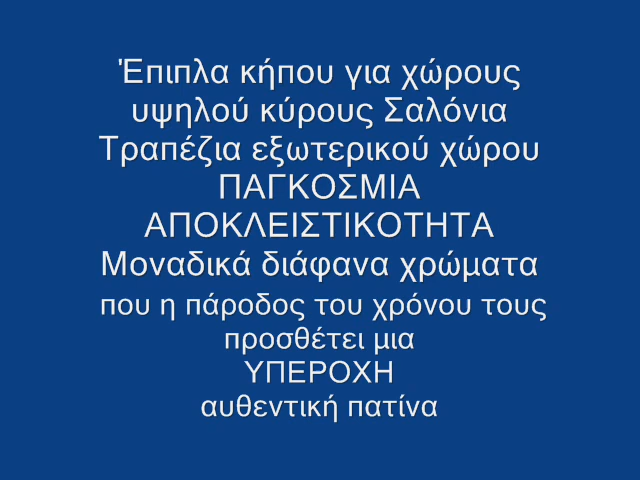 Έπιπλα κήπου για χώρους
υψηλού κύρους Σαλόνια
Τραπέζια εξωτερικού χώρου
ΠΑΓΚΟΣΜΙΑ
ΑΠΟΚΛΕΙΣΤΙΚΟΤΗΤΑ
Μοναδικά διάφανα χρώματα
που η πάροδος του χρόνου τους
προσθέτει μια
ΥΠΕΡΟΧΗ
αυθεντική πατίνα